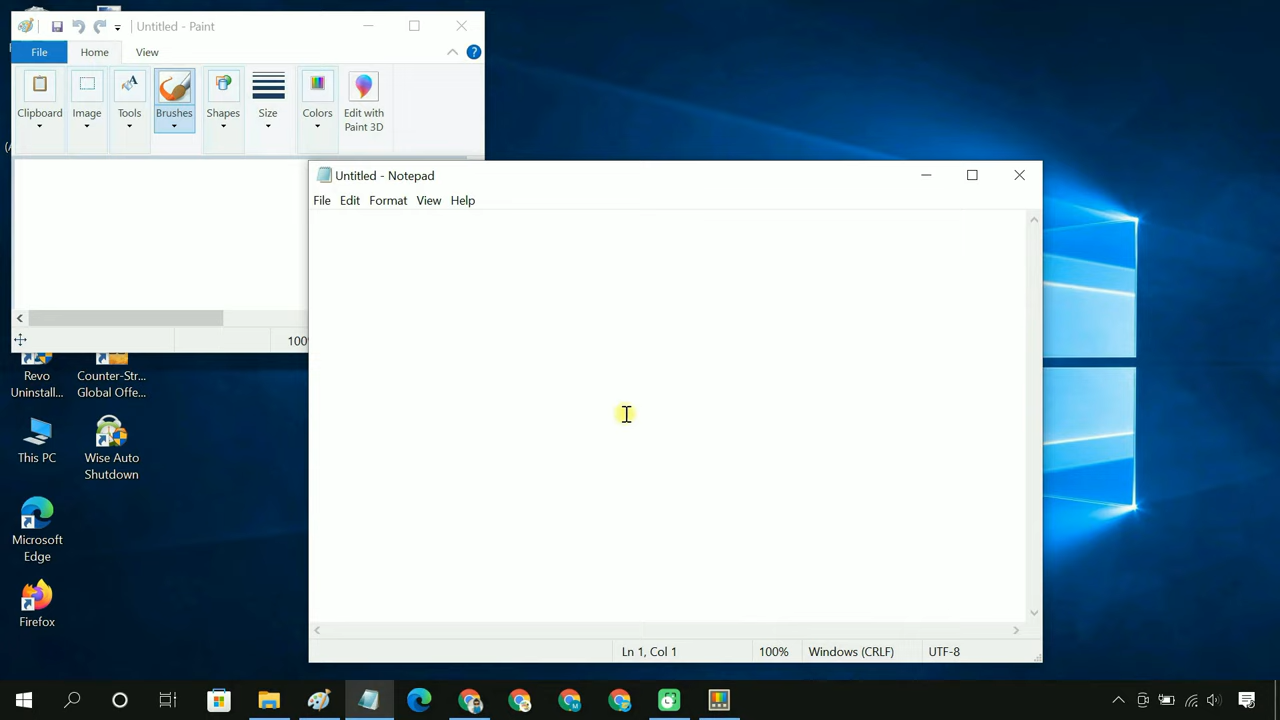 Untitled - Paint
File Home View
Clipboard Image Tools Brushes Shapes Size Colors Edit with
Paint 3D
Untitled - Notepad
File Edit Format View Help
100
Revo
Uninstall...
Counter-Str...
Global Offe...
This PC
Wise Auto
Shutdown
Microsoft
Edge
Firefox
Ln 1, Col 1 100% Windows (CRLF) UTF-8